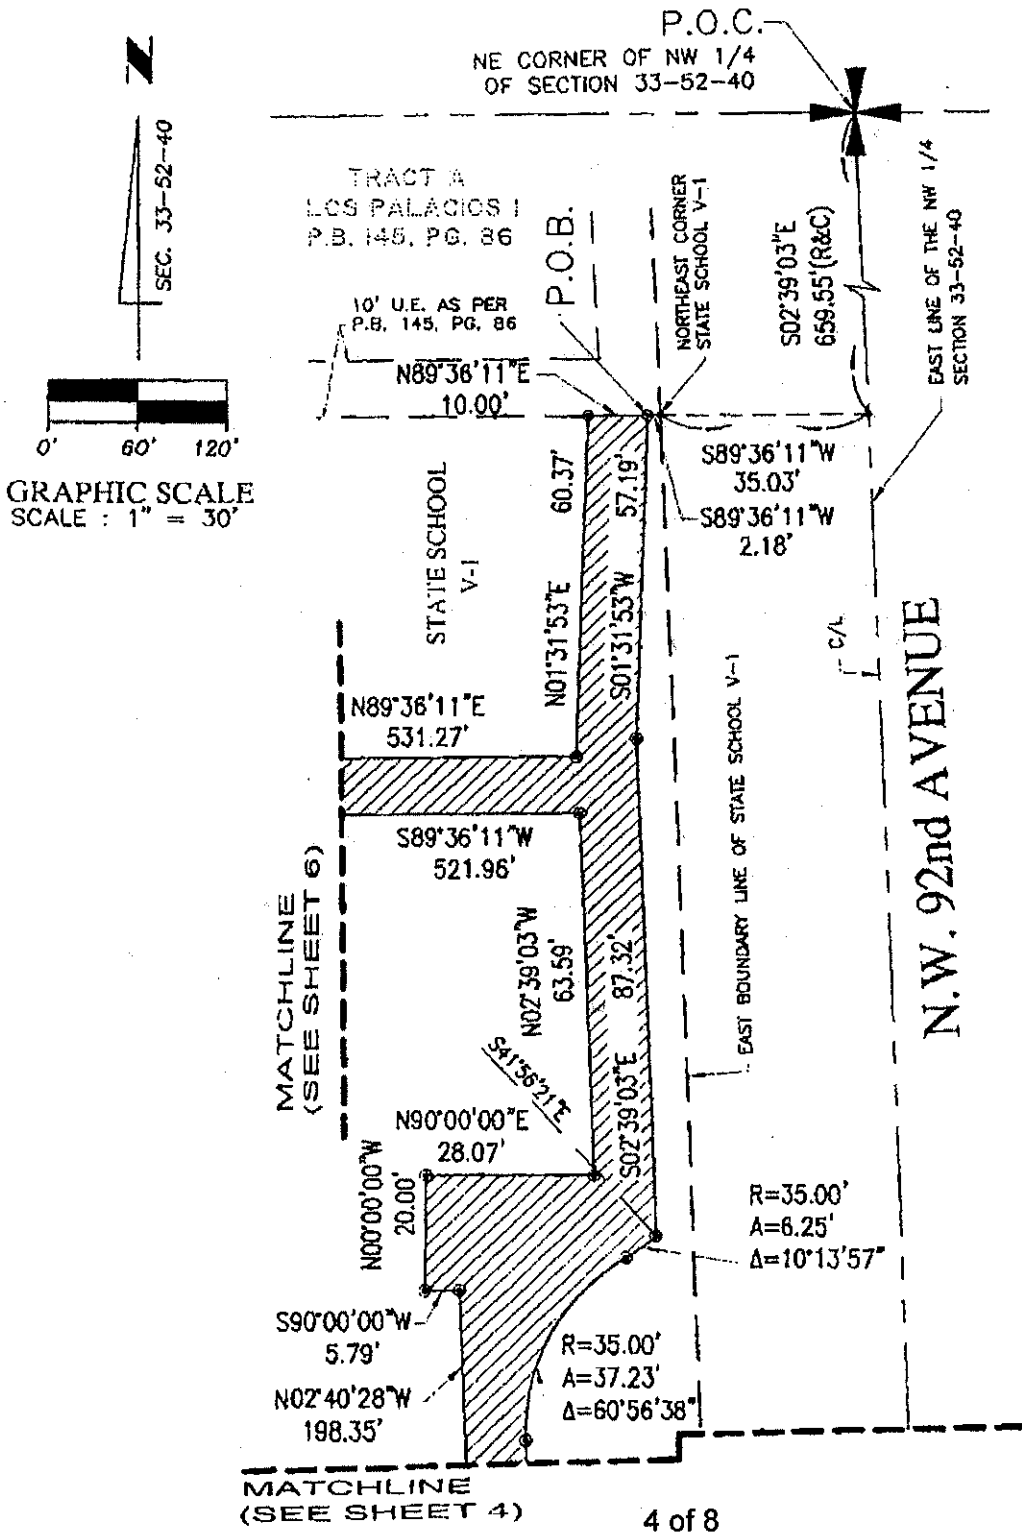 P.O.C.
NE CORNER OF NW 1/4
OF SECTION 33-52-40
SEC. 33-52-40
TRACT A
LOS PALACIOS I
P.B. 145, PG. 86
P.O.B.
NORTHEAST CORNER
STATE SCHOOL V-1
S02°39'03"E
659.55'(R&C)
EAST LINE OF THE NW 1/4
SECTION 33-52-40
10' U.E. AS PER
P.B. 145, PG. 86
N89°36'11"E
10.00'
0' 60' 120'
GRAPHIC SCALE
SCALE : 1" = 30'
STATE SCHOOL
V-1
60.37'
N01°31'53"E
57.19'
S01°31'53"W
S89°36'11"W
35.03'
S89°36'11"W
2.18'
C/L
N.W. 92nd AVENUE
N89°36'11"E
531.27'
S89°36'11"W
521.96'
MATCHLINE
(SEE SHEET 6)
N02°39'03"W
63.59'
87.32'
S02°39'03"E
EAST BOUNDARY LINE OF STATE SCHOOL V-1
S41°56'21"E
N90°00'00"E
28.07'
N00°00'00"W
20.00'
R=35.00'
A=6.25'
Δ=10°13'57"
S90°00'00"W
5.79'
R=35.00'
A=37.23'
Δ=60°56'38"
N02°40'28"W
198.35'
MATCHLINE
(SEE SHEET 4)
4 of 8